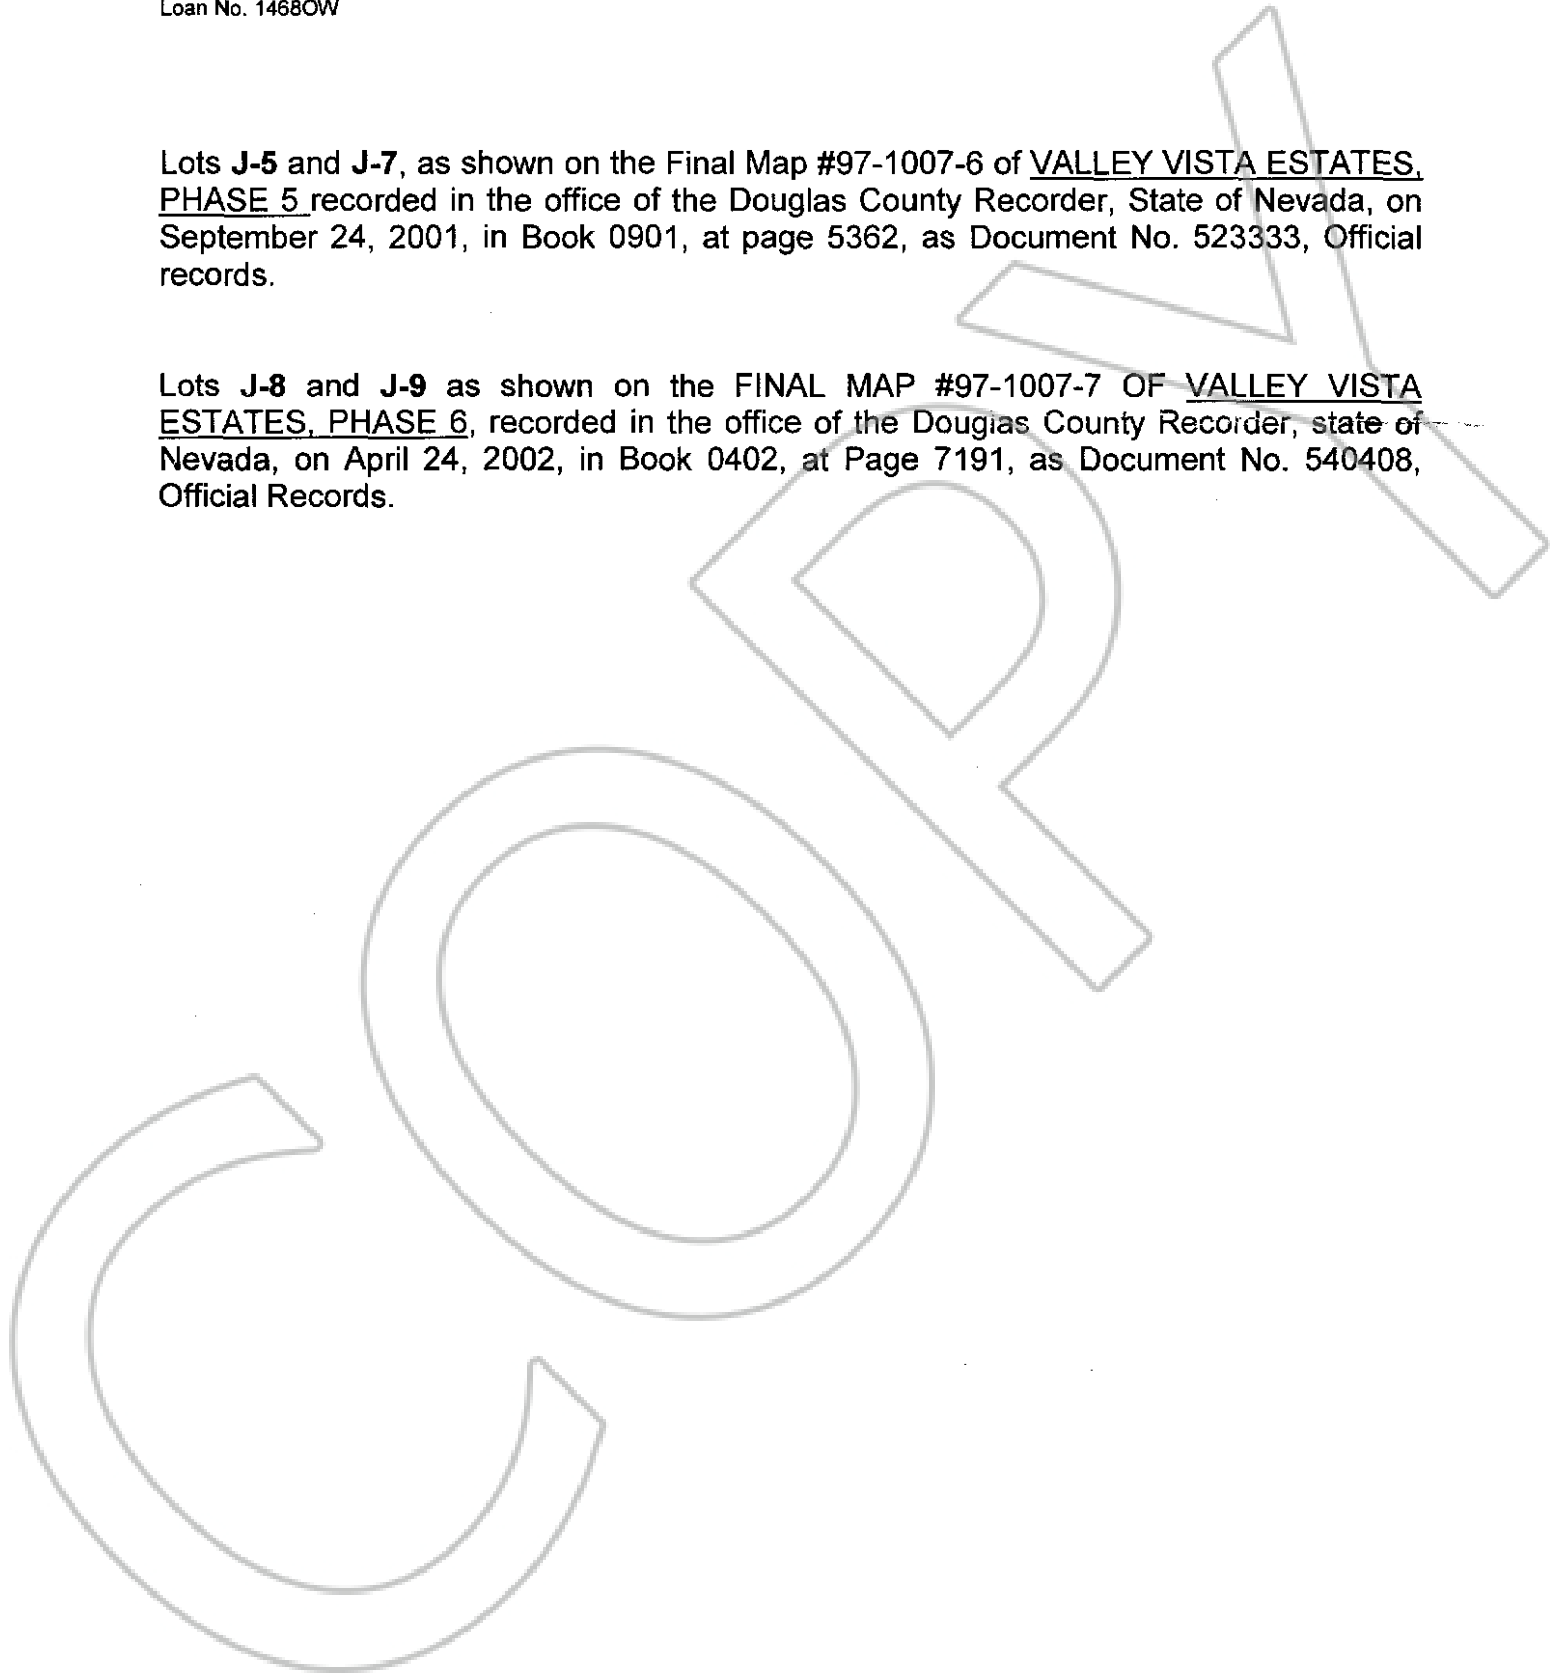 Loan No. 1468OW
Lots J-5 and J-7, as shown on the Final Map #97-1007-6 of VALLEY VISTA ESTATES,
PHASE 5 recorded in the office of the Douglas County Recorder, State of Nevada, on
September 24, 2001, in Book 0901, at page 5362, as Document No. 523333, Official
records.
Lots J-8 and J-9 as shown on the FINAL MAP #97-1007-7 OF VALLEY VISTA
ESTATES, PHASE 6, recorded in the office of the Douglas County Recorder, state of
Nevada, on April 24, 2002, in Book 0402, at Page 7191, as Document No. 540408,
Official Records.
COPY